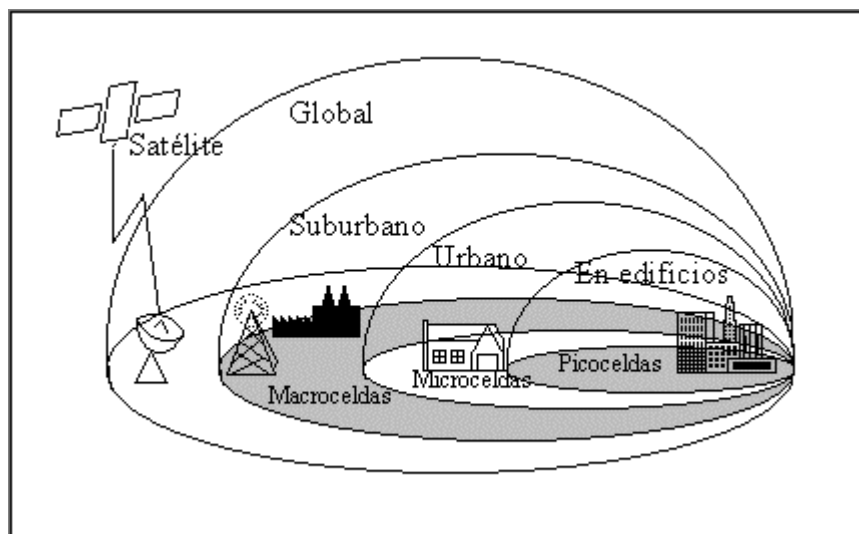 Global
Satélite
Suburbano
Urbano
En edificios
Picoceldas
Microceldas
Macroceldas